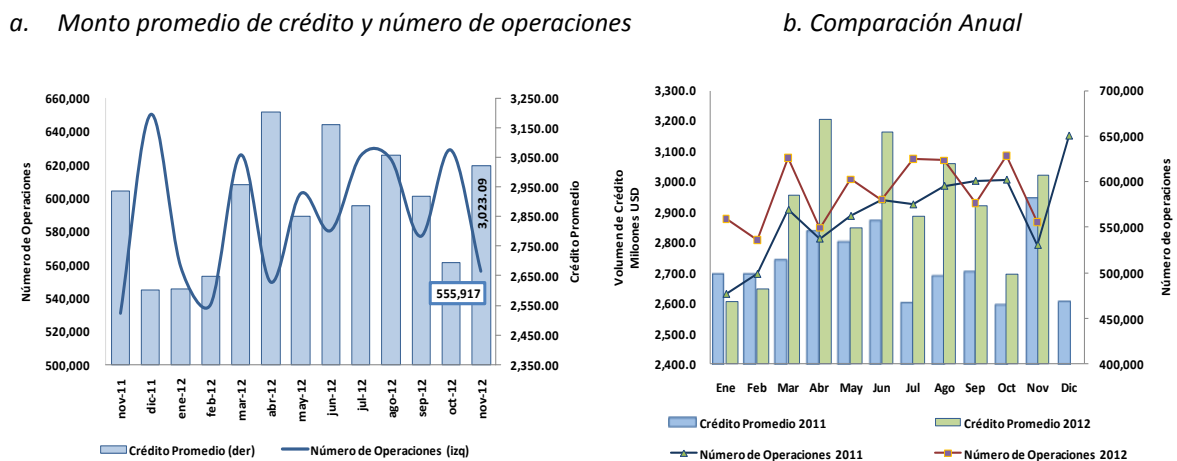 a. Monto promedio de crédito y número de operaciones
b. Comparación Anual
Número de Operaciones
660,000
640,000
620,000
600,000
580,000
560,000
540,000
520,000
500,000
3,250.00
3,150.00
3,050.00
2,950.00
2,850.00
2,750.00
2,650.00
2,550.00
2,450.00
2,350.00
Crédito Promedio
3,023.09
555,917
nov-11
dic-11
ene-12
feb-12
mar-12
abr-12
may-12
jun-12
jul-12
ago-12
sep-12
oct-12
nov-12
Crédito Promedio (der)
Número de Operaciones (izq)
Volumen de Crédito
Miloones USD
3,300.0
3,200.0
3,100.0
3,000.0
2,900.0
2,800.0
2,700.0
2,600.0
2,500.0
2,400.0
700,000
650,000
600,000
550,000
500,000
450,000
400,000
Número de operaciones
Ene
Feb
Mar
Abr
May
Jun
Jul
Ago
Sep
Oct
Nov
Dic
Crédito Promedio 2011
Crédito Promedio 2012
Número de Operaciones 2011
Número de Operaciones 2012